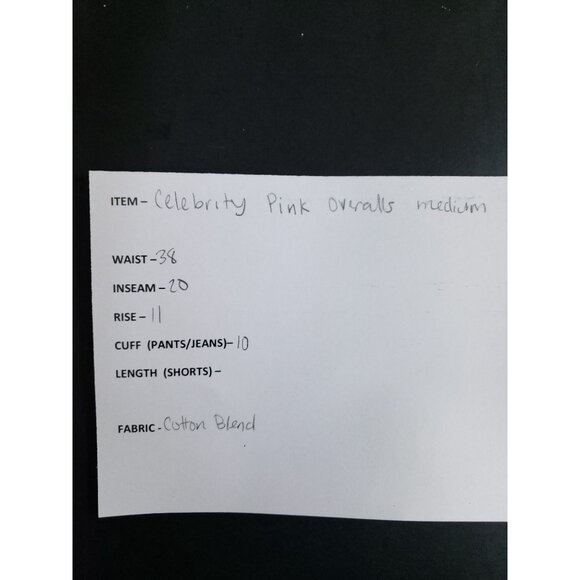 ITEM - Celebrity Pink Overalls medium
WAIST - 38
INSEAM - 20
RISE - 11
CUFF (PANTS/JEANS)- 10
LENGTH (SHORTS) -
FABRIC - Cotton Blend